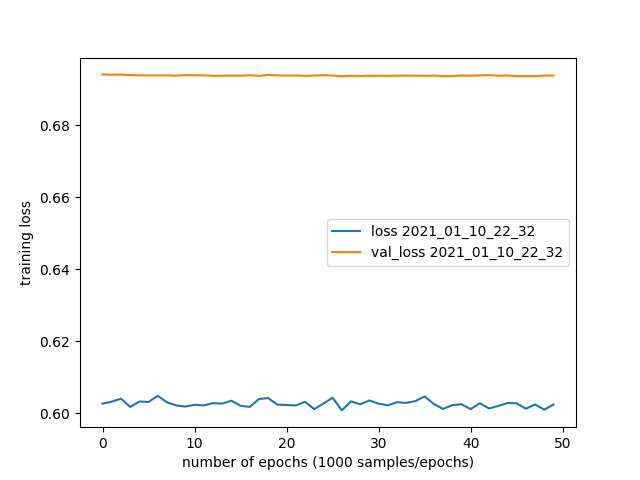 0.68
0.66
0.64
0.62
0.60
training loss
loss 2021_01_10_22_32
val_loss 2021_01_10_22_32
0 10 20 30 40 50
number of epochs (1000 samples/epochs)